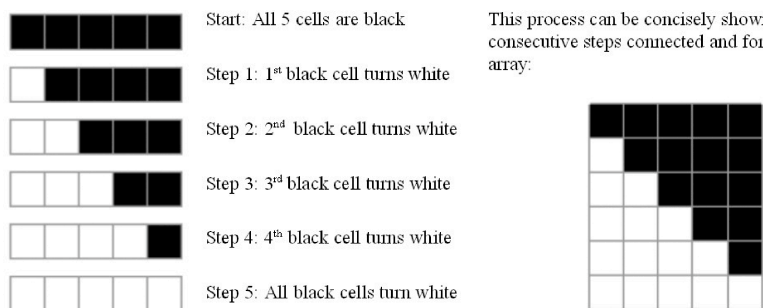 Start: All 5 cells are black
Step 1: 1st black cell turns white
Step 2: 2nd black cell turns white
Step 3: 3rd black cell turns white
Step 4: 4th black cell turns white
Step 5: All black cells turn white
This process can be concisely
consecutive steps connected and
array: